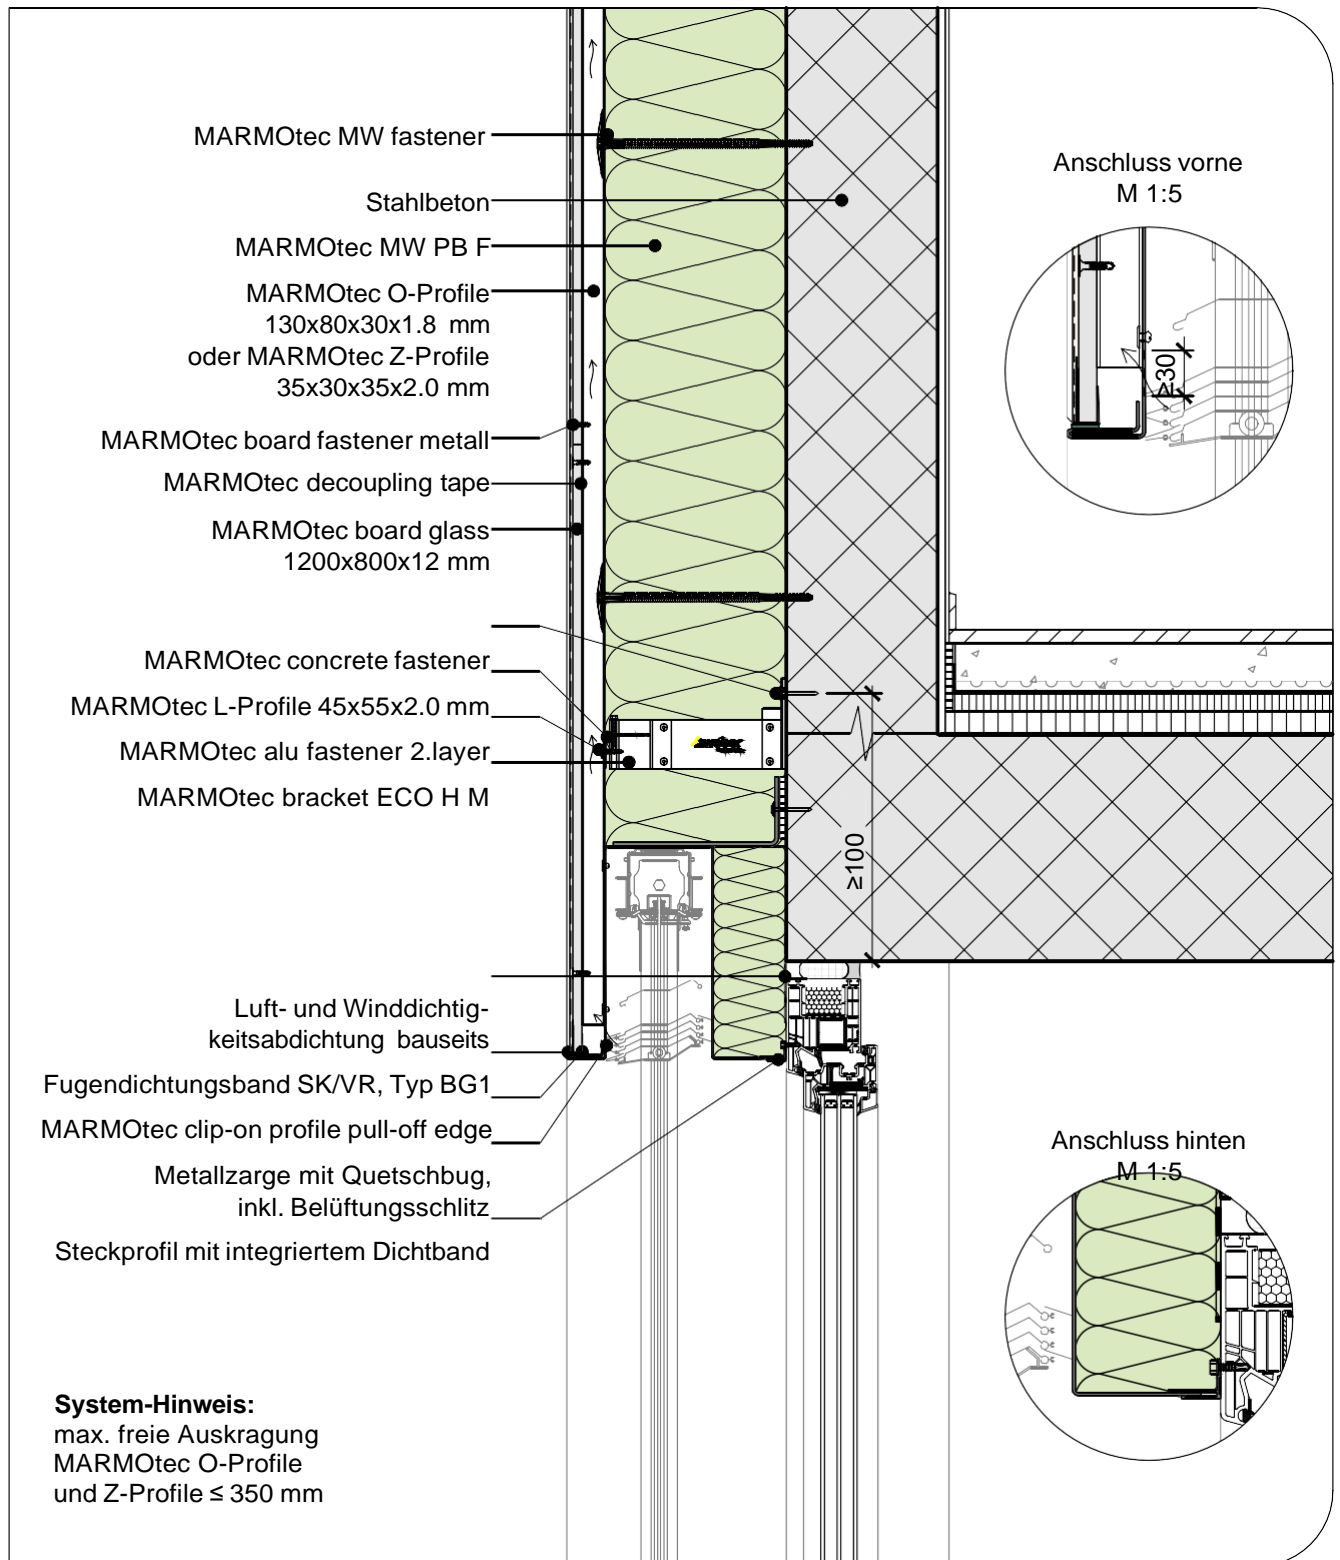 MARMOtec MW fastener
Stahlbeton
MARMOtec MW PB F
MARMOtec O-Profile
130x80x30x1.8 mm
oder MARMOtec Z-Profile
35x30x35x2.0 mm
MARMOtec board fastener metall
MARMOtec decoupling tape
MARMOtec board glass
1200x800x12 mm
MARMOtec concrete fastener
MARMOtec L-Profile 45x55x2.0 mm
MARMOtec alu fastener 2.layer
MARMOtec bracket ECO H M
Luft- und Winddichtig-
keitsabdichtung bauseits
Fugendichtungsband SK/VR, Typ BG1
MARMOtec clip-on profile pull-off edge
Metallzarge mit Quetschbug,
inkl. Belüftungsschlitz
Steckprofil mit integriertem Dichtband
System-Hinweis:
max. freie Auskragung
MARMOtec O-Profile
und Z-Profile ≤ 350 mm
≥100
Anschluss vorne
M 1:5
≥30
Anschluss hinten
M 1:5